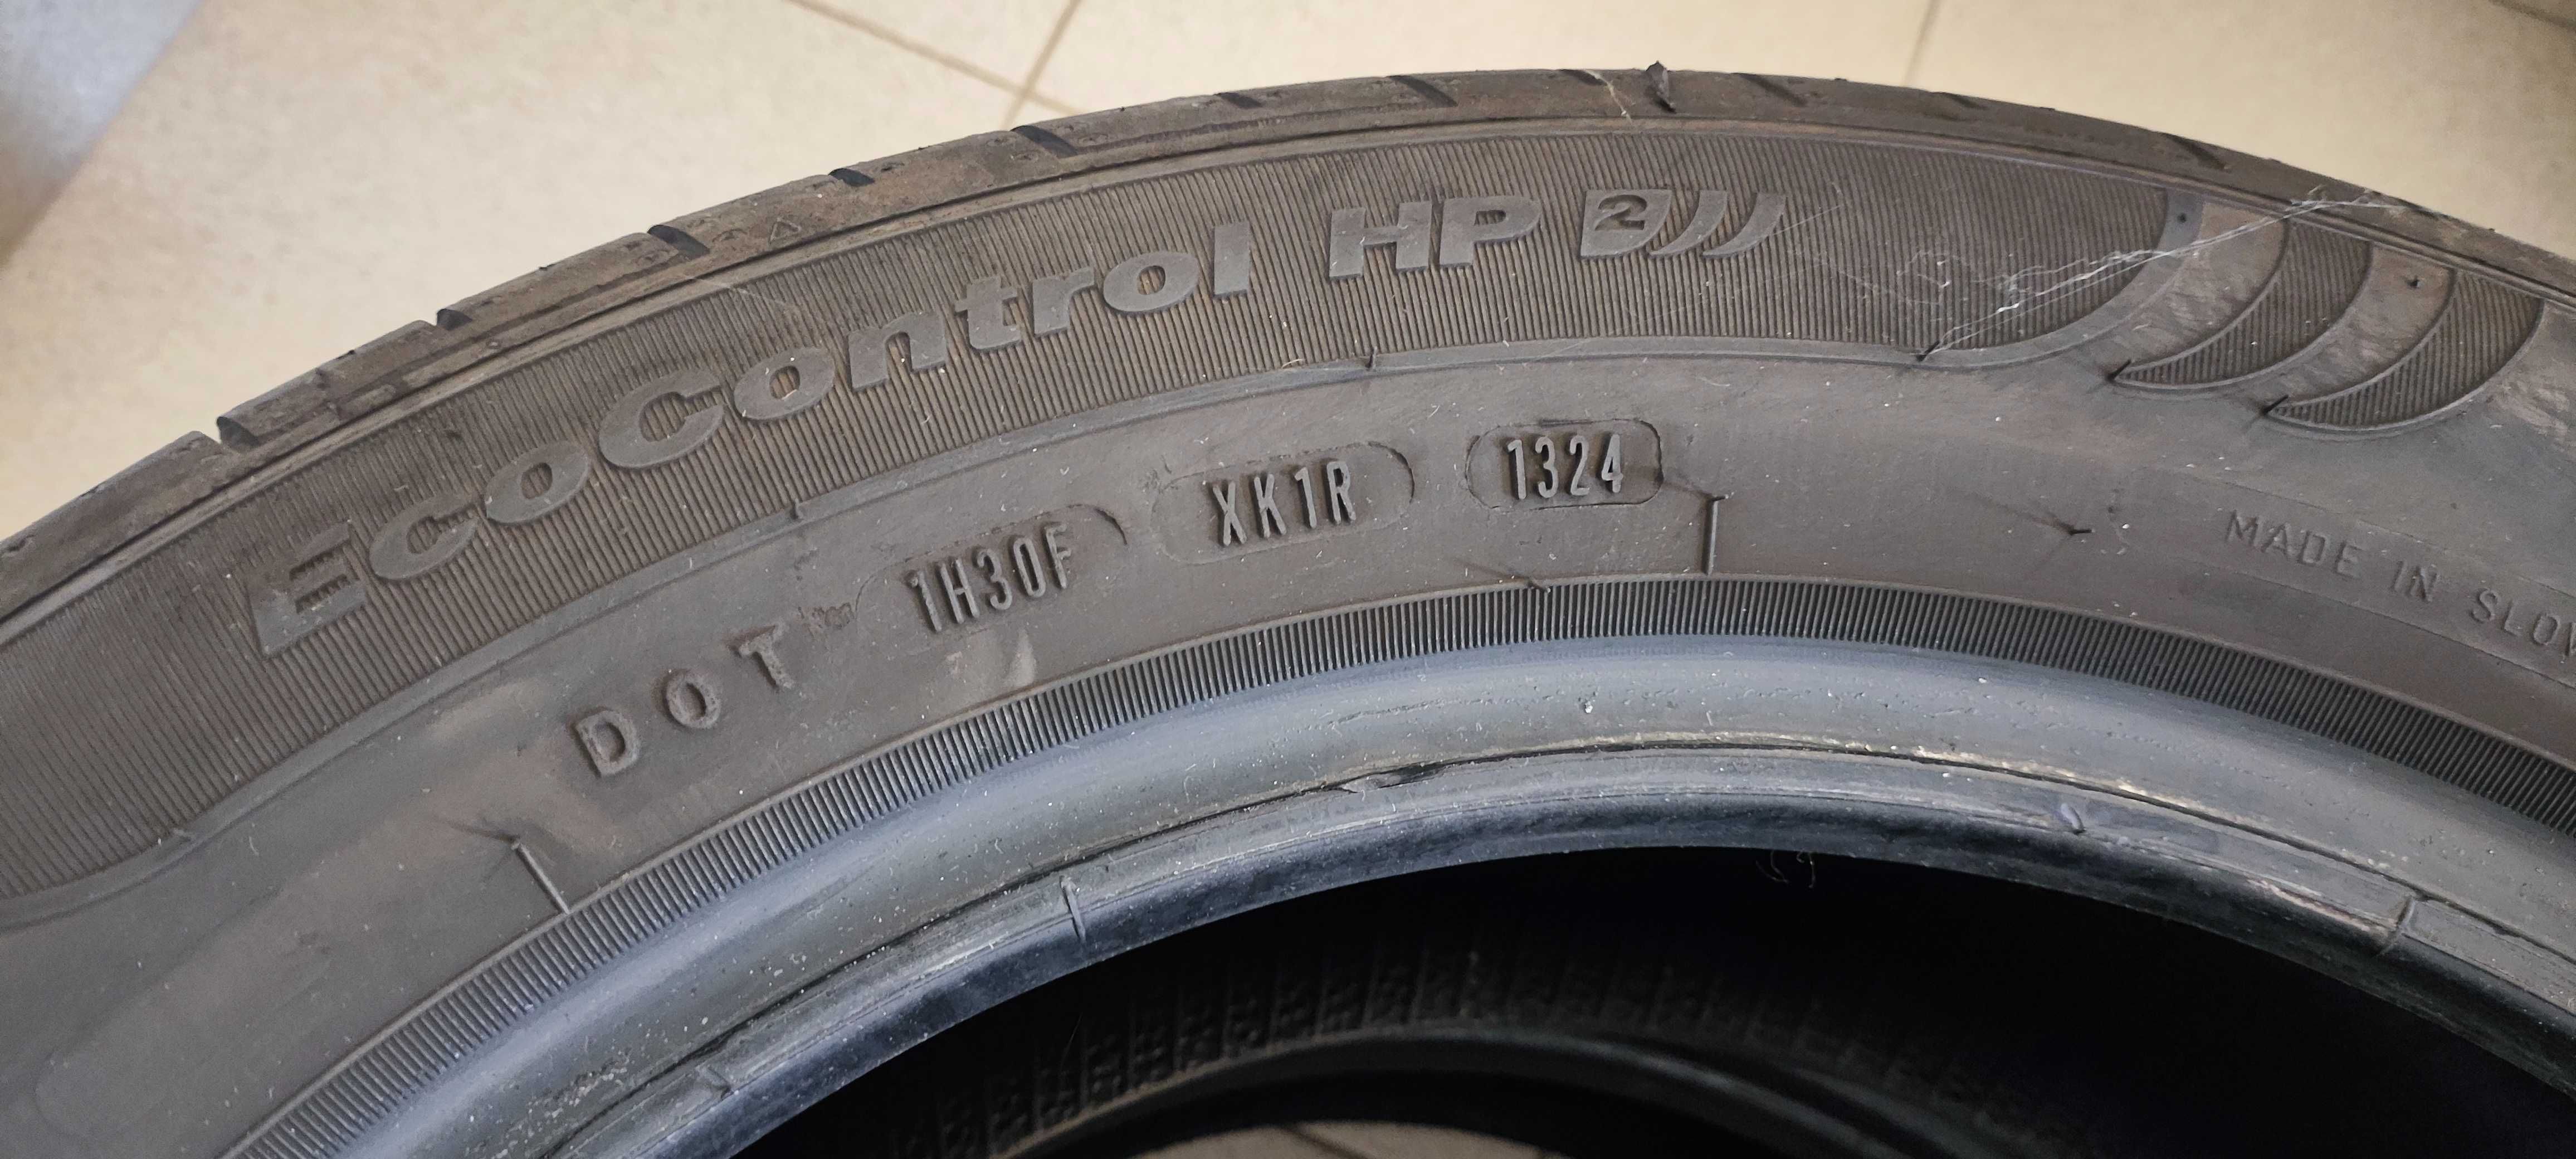 EcoControl HP 2
DOT 1H30F XK1R 1324
MADE IN SLOV